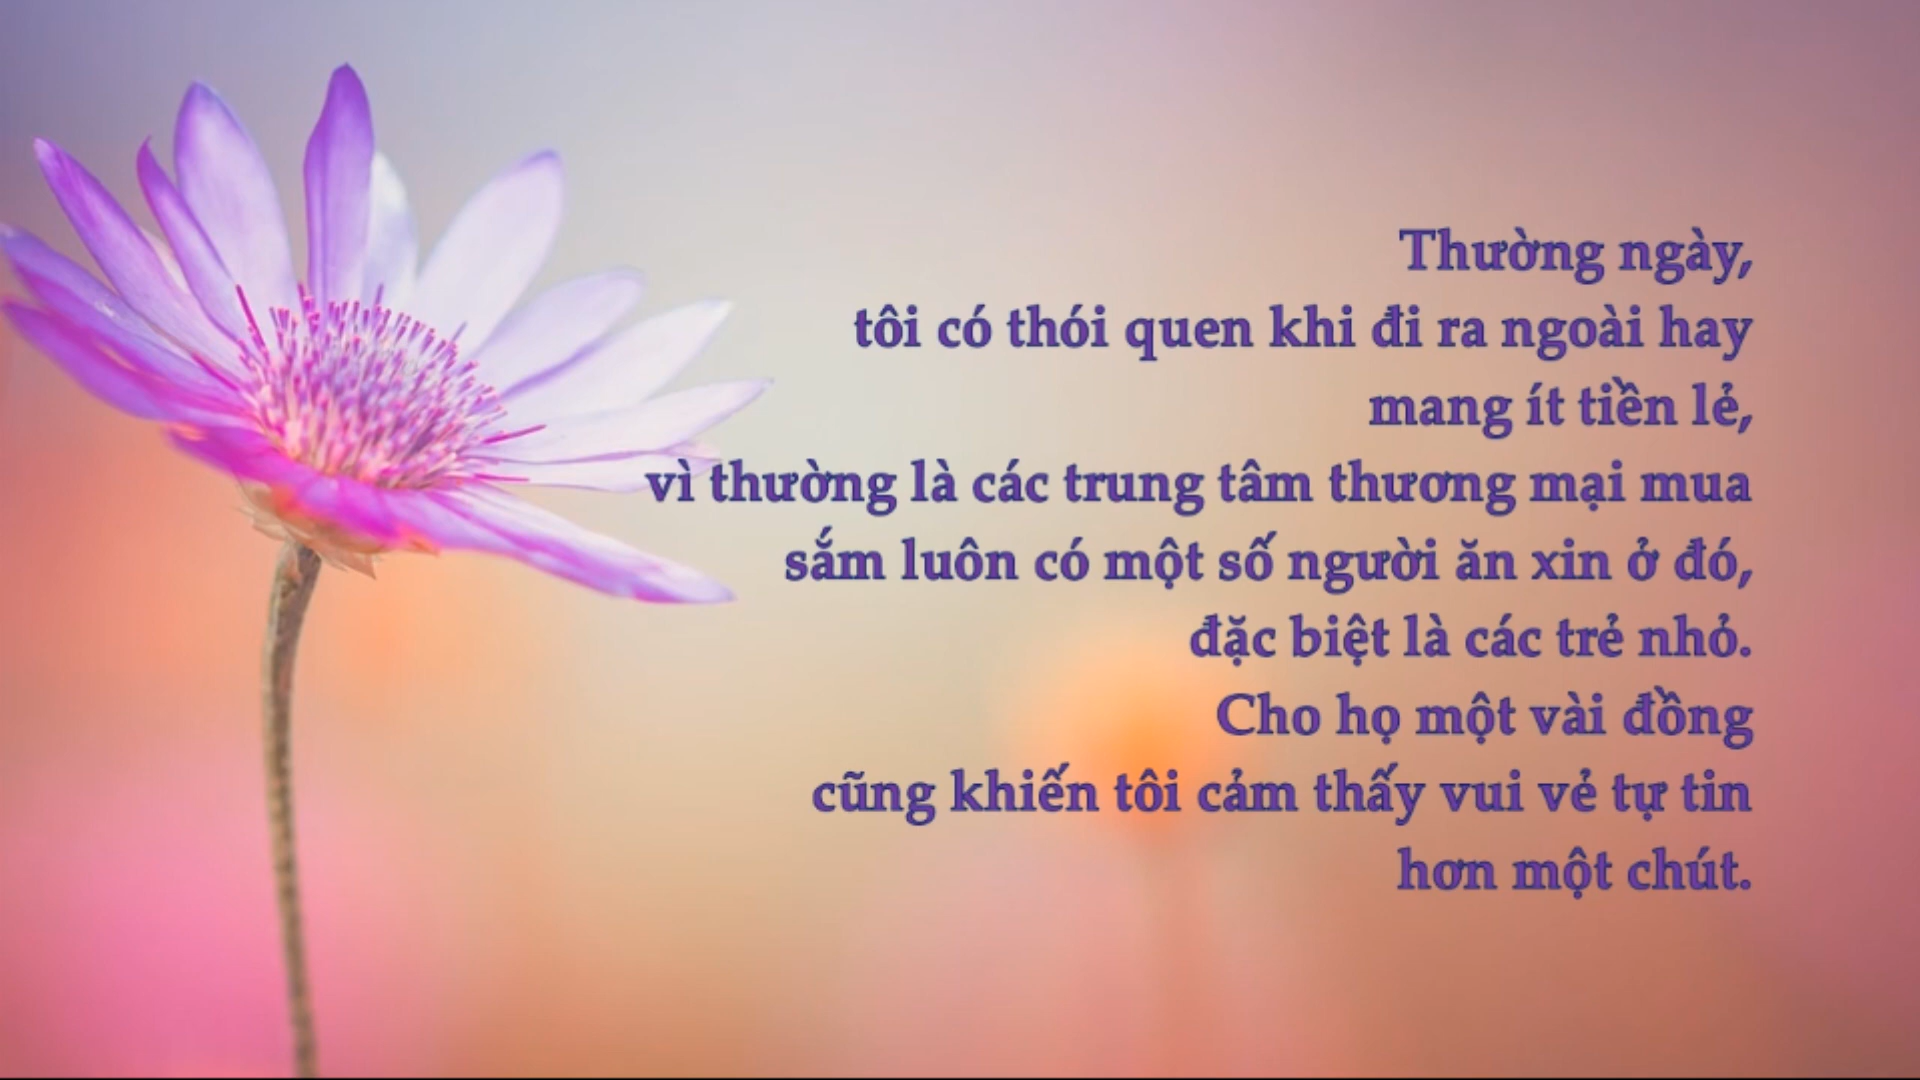 Thường ngày,
tôi có thói quen khi đi ra ngoài hay
mang ít tiền lẻ,
vì thường là các trung tâm thương mại mua
sắm luôn có một số người ăn xin ở đó,
đặc biệt là các trẻ nhỏ.
Cho họ một vài đồng
cũng khiến tôi cảm thấy vui vẻ tự tin
hơn một chút.